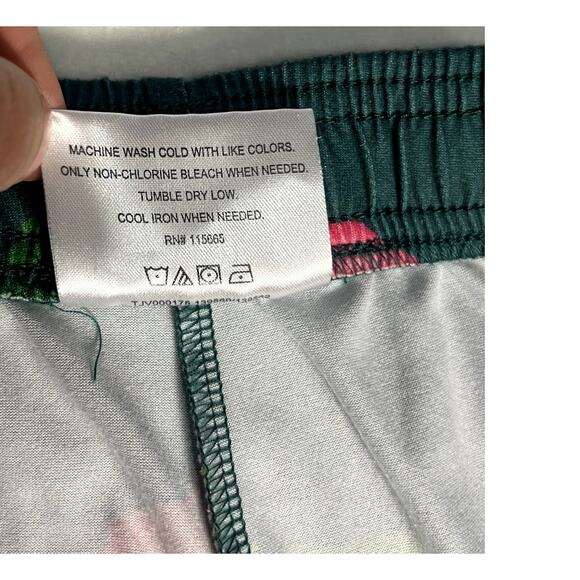 MACHINE WASH COLD WITH LIKE COLORS.
ONLY NON-CHLORINE BLEACH WHEN NEEDED.
TUMBLE DRY LOW.
COOL IRON WHEN NEEDED.
RN# 115665